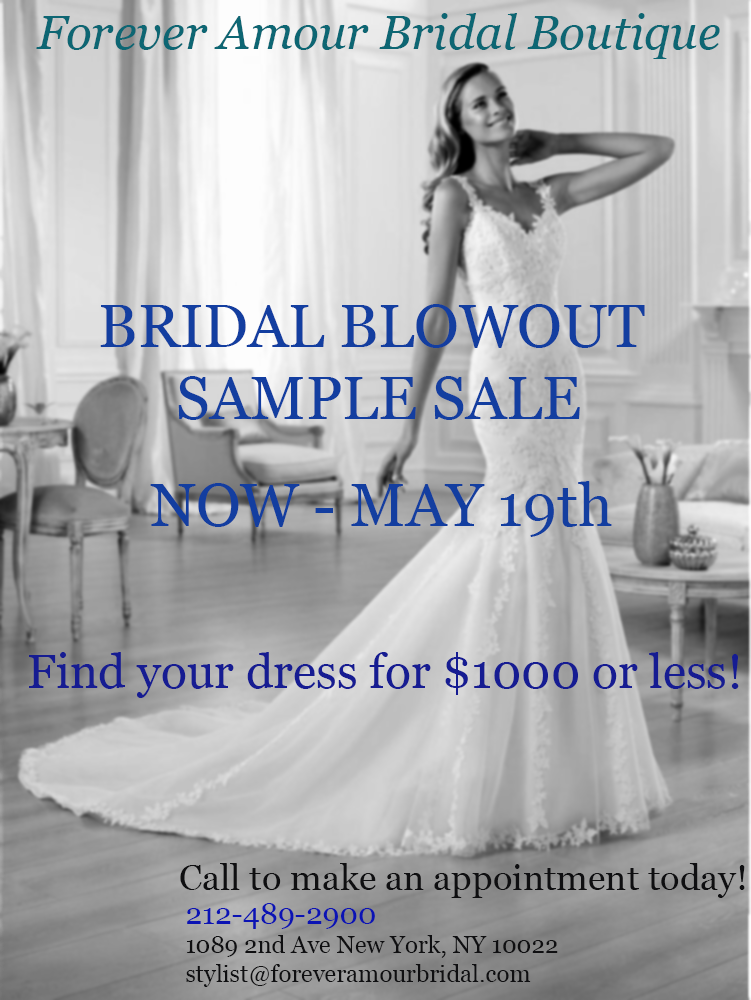 Forever Amour Bridal Boutique
BRIDAL BLOWOUT
SAMPLE SALE
NOW - MAY 19th
Find your dress for $1000 or less!
Call to make an appointment today!
212-489-2900
1089 2nd Ave New York, NY 10022
stylist@foreveramourbridal.com